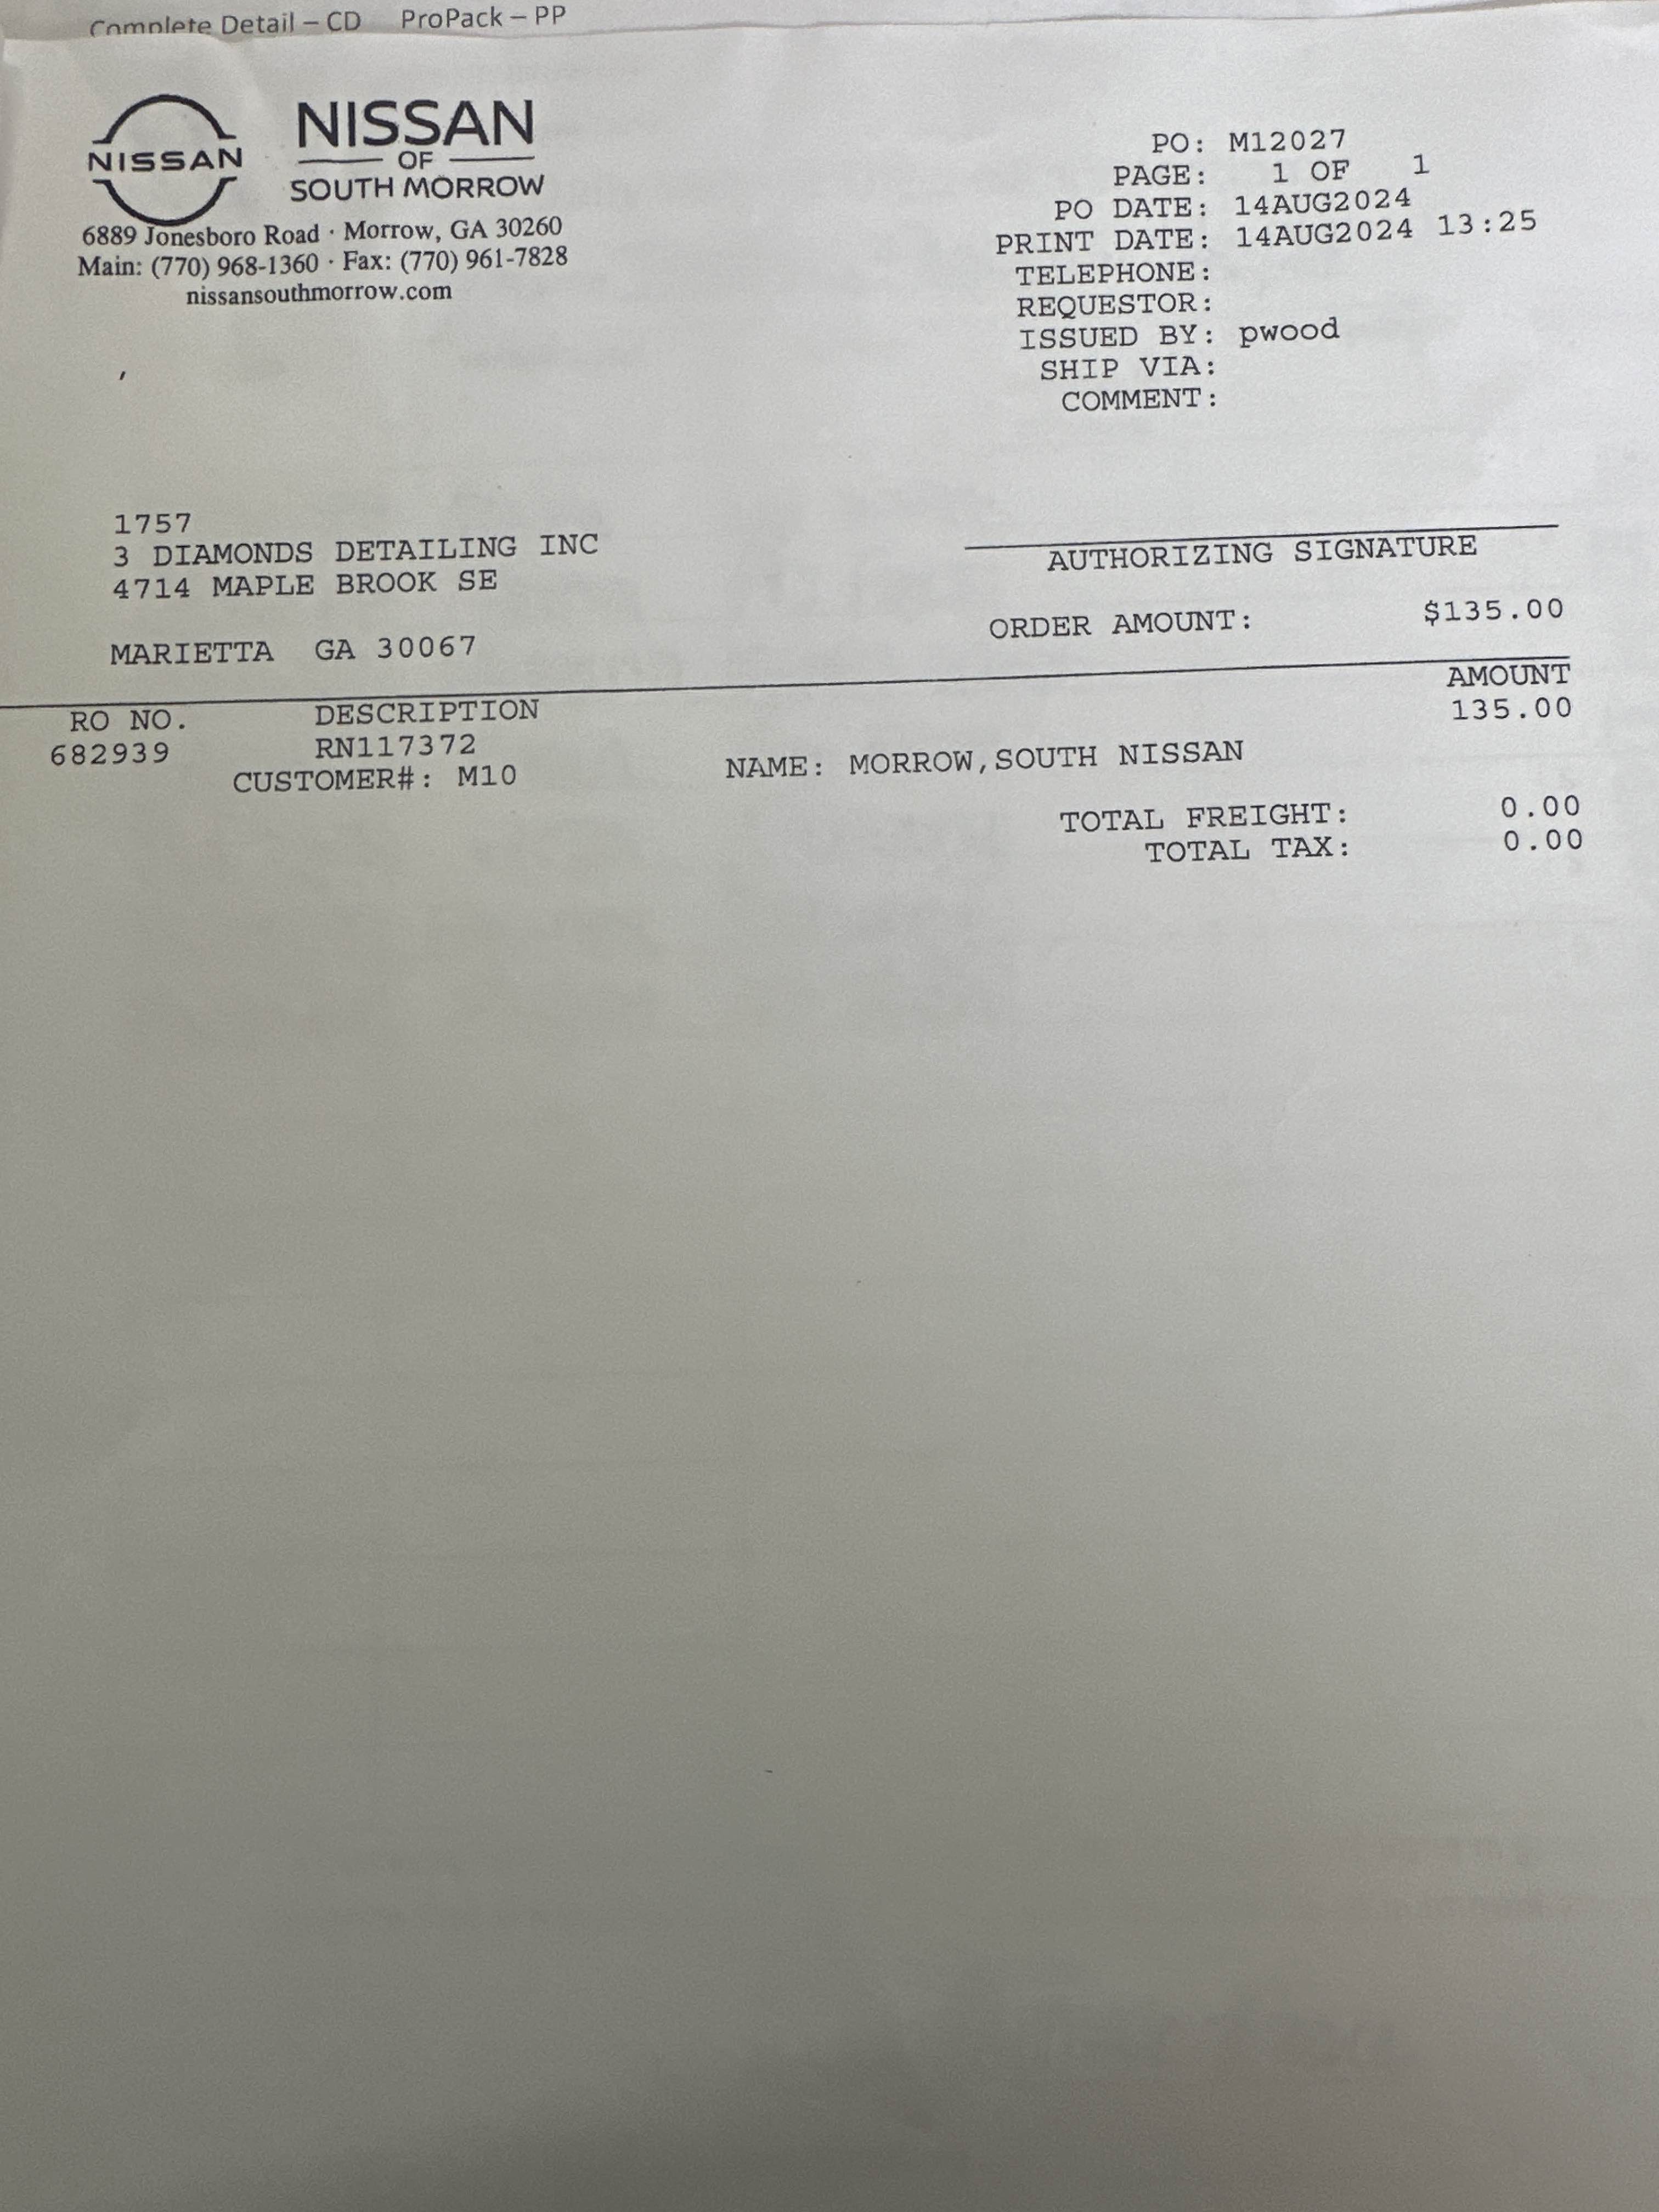 Complete Detail – CD ProPack – PP
NISSAN
NISSAN
OF
SOUTH MORROW
6889 Jonesboro Road · Morrow, GA 30260
Main: (770) 968-1360 · Fax: (770) 961-7828
nissansouthmorrow.com
PO: M12027
PAGE: 1 OF 1
PO DATE: 14AUG2024
PRINT DATE: 14AUG2024 13:25
TELEPHONE:
REQUESTOR:
ISSUED BY: pwood
SHIP VIA:
COMMENT:
,
1757
3 DIAMONDS DETAILING INC
4714 MAPLE BROOK SE
MARIETTA GA 30067
AUTHORIZING SIGNATURE
ORDER AMOUNT: $135.00
RO NO. DESCRIPTION AMOUNT
682939 RN117372 135.00
CUSTOMER#: M10 NAME: MORROW,SOUTH NISSAN
TOTAL FREIGHT: 0.00
TOTAL TAX: 0.00